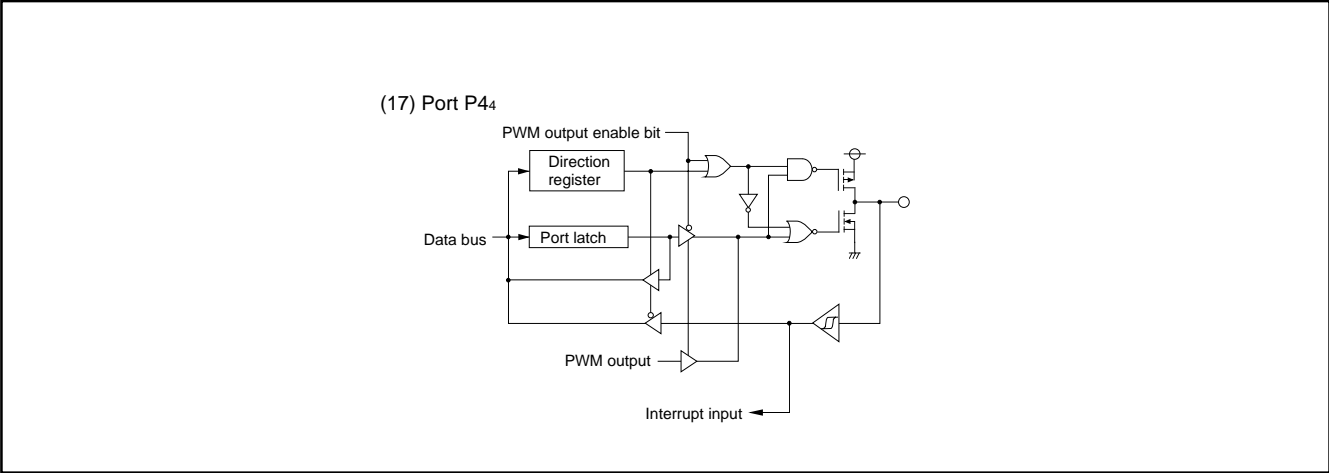 (17) Port P4₄
PWM output enable bit
Direction
register
Data bus
Port latch
PWM output
Interrupt input